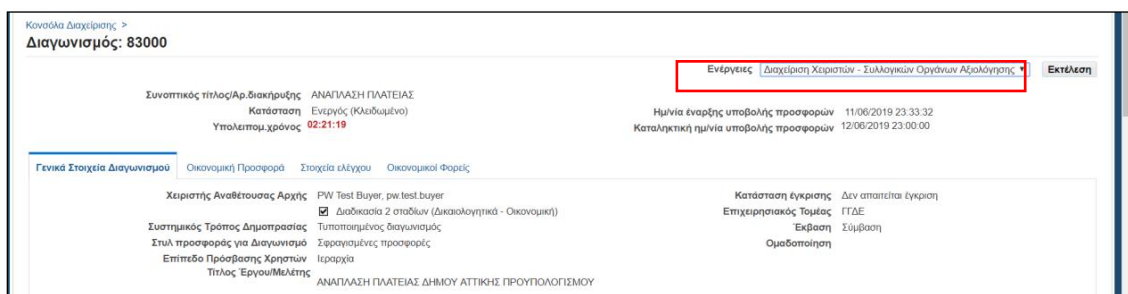 Κονσόλα Διαχείρισης >
Διαγωνισμός: 83000
Ενέργειες Διαχείριση Χειριστών - Συλλογικών Οργάνων Αξιολόγησης Εκτέλεση
Συνοπτικός τίτλος/Αρ.διακήρυξης ΑΝΑΠΛΑΣΗ ΠΛΑΤΕΙΑΣ
Κατάσταση Ενεργός (Κλειδωμένο) Ημ/νία έναρξης υποβολής προσφορών 11/06/2019 23:33:32
Υπολειπομ.χρόνος 02:21:19 Καταληκτική ημ/νία υποβολής προσφορών 12/06/2019 23:00:00
Γενικά Στοιχεία Διαγωνισμού Οικονομική Προσφορά Στοιχεία ελέγχου Οικονομικοί Φορείς
Χειριστής Αναθέτουσας Αρχής PW Test Buyer, pw.test.buyer Κατάσταση έγκρισης Δεν απαιτείται έγκριση
Διαδικασία 2 σταδίων (Δικαιολογητικά - Οικονομική) Επιχειρησιακός Τομέας ΓΓΔΕ
Συστημικός Τρόπος Δημοπρασίας Τυποποιημένος διαγωνισμός Έκβαση Σύμβαση
Στυλ προσφοράς για Διαγωνισμό Σφραγισμένες προσφορές Ομαδοποίηση
Επίπεδο Πρόσβασης Χρηστών Ιεραρχία
Τίτλος Έργου/Μελέτης
ΑΝΑΠΛΑΣΗ ΠΛΑΤΕΙΑΣ ΔΗΜΟΥ ΑΤΤΙΚΗΣ ΠΡΟΥΠΟΛΟΓΙΣΜΟΥ